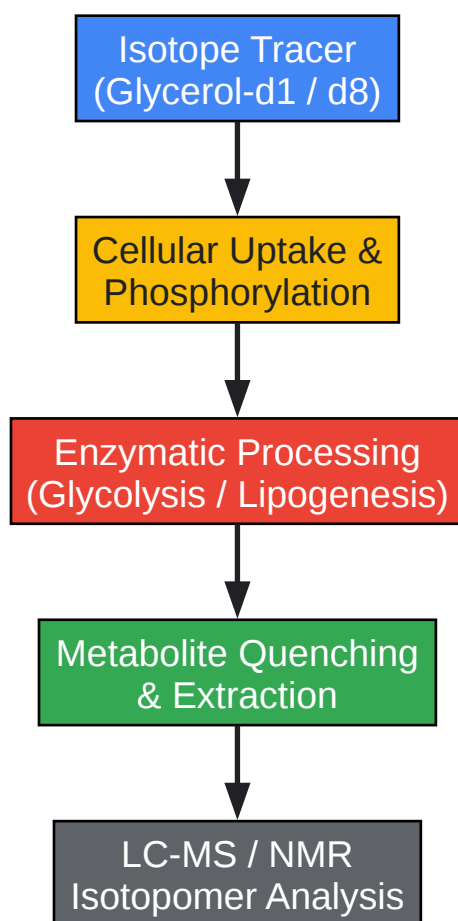 Isotope Tracer
(Glycerol-d1 / d8)
Cellular Uptake &
Phosphorylation
Enzymatic Processing
(Glycolysis / Lipogenesis)
Metabolite Quenching
& Extraction
LC-MS / NMR
Isotopomer Analysis